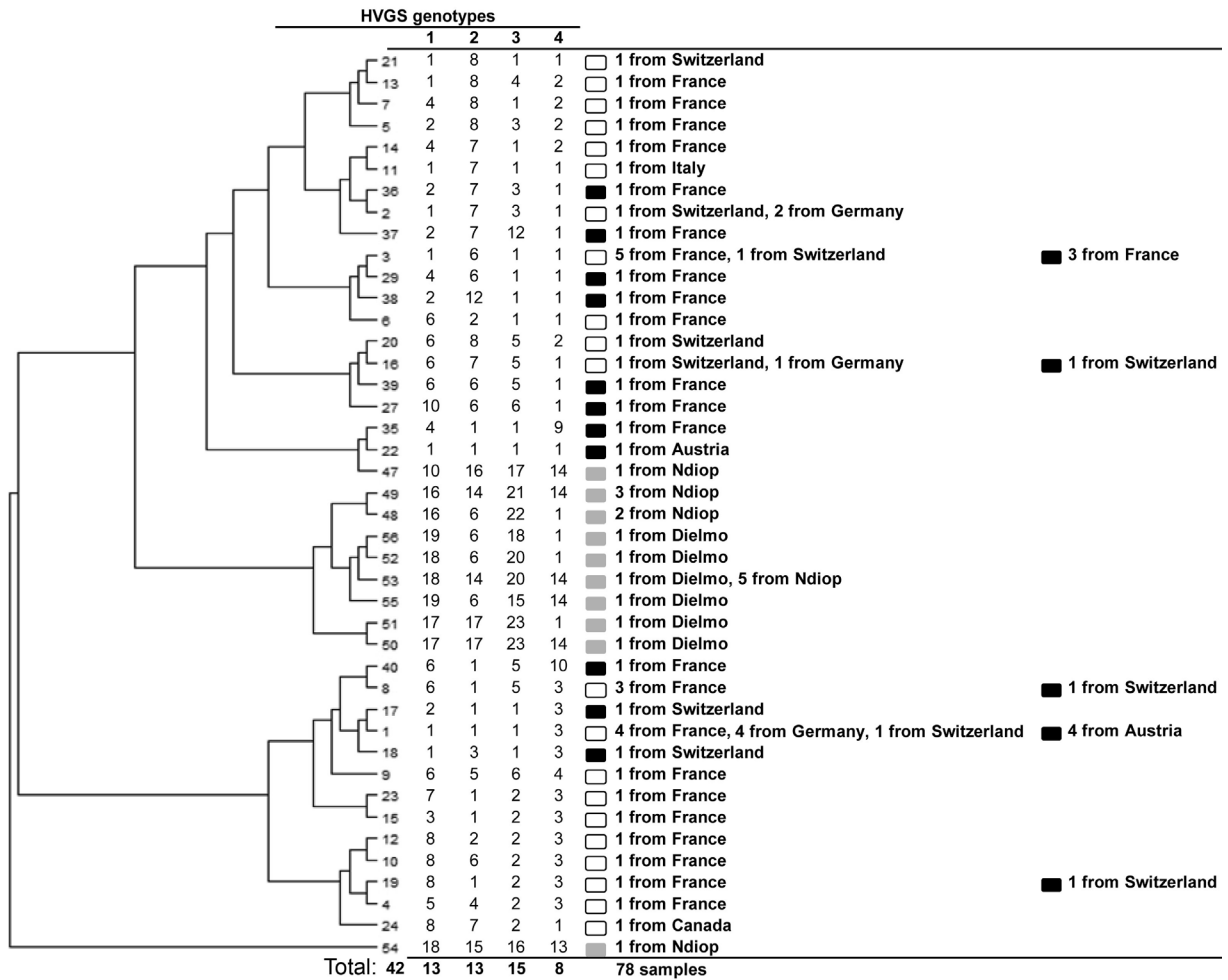 HVGS genotypes
1 2 3 4
21 1 8 1 1 1 from Switzerland
13 1 8 4 2 1 from France
7 4 8 1 2 1 from France
5 2 8 3 2 1 from France
14 4 7 1 2 1 from France
11 1 7 1 1 1 from Italy
36 2 7 3 1 1 from France
2 1 7 3 1 1 from Switzerland, 2 from Germany
37 2 7 12 1 1 from France
3 1 6 1 1 5 from France, 1 from Switzerland 3 from France
29 4 6 1 1 1 from France
38 2 12 1 1 1 from France
6 6 2 1 1 1 from France
20 6 8 5 2 1 from Switzerland
16 6 7 5 1 1 from Switzerland, 1 from Germany 1 from Switzerland
39 6 6 5 1 1 from France
27 10 6 6 1 1 from France
35 4 1 1 9 1 from France
22 1 1 1 1 1 from Austria
47 10 16 17 14 1 from Ndiop
49 16 14 21 14 3 from Ndiop
48 16 6 22 1 2 from Ndiop
56 19 6 18 1 1 from Dielmo
52 18 6 20 1 1 from Dielmo
53 18 14 20 14 1 from Dielmo, 5 from Ndiop
55 19 6 15 14 1 from Dielmo
51 17 17 23 1 1 from Dielmo
50 17 17 23 14 1 from Dielmo
40 6 1 5 10 1 from France
8 6 1 5 3 3 from France 1 from Switzerland
17 2 1 1 3 1 from Switzerland
1 1 1 1 3 4 from France, 4 from Germany, 1 from Switzerland 4 from Austria
18 1 3 1 3 1 from Switzerland
9 6 5 6 4 1 from France
23 7 1 2 3 1 from France
15 3 1 2 3 1 from France
12 8 2 2 3 1 from France
10 8 6 2 3 1 from France
19 8 1 2 3 1 from France 1 from Switzerland
4 5 4 2 3 1 from France
24 8 7 2 1 1 from Canada
54 18 15 16 13 1 from Ndiop
Total: 42 13 13 15 8 78 samples